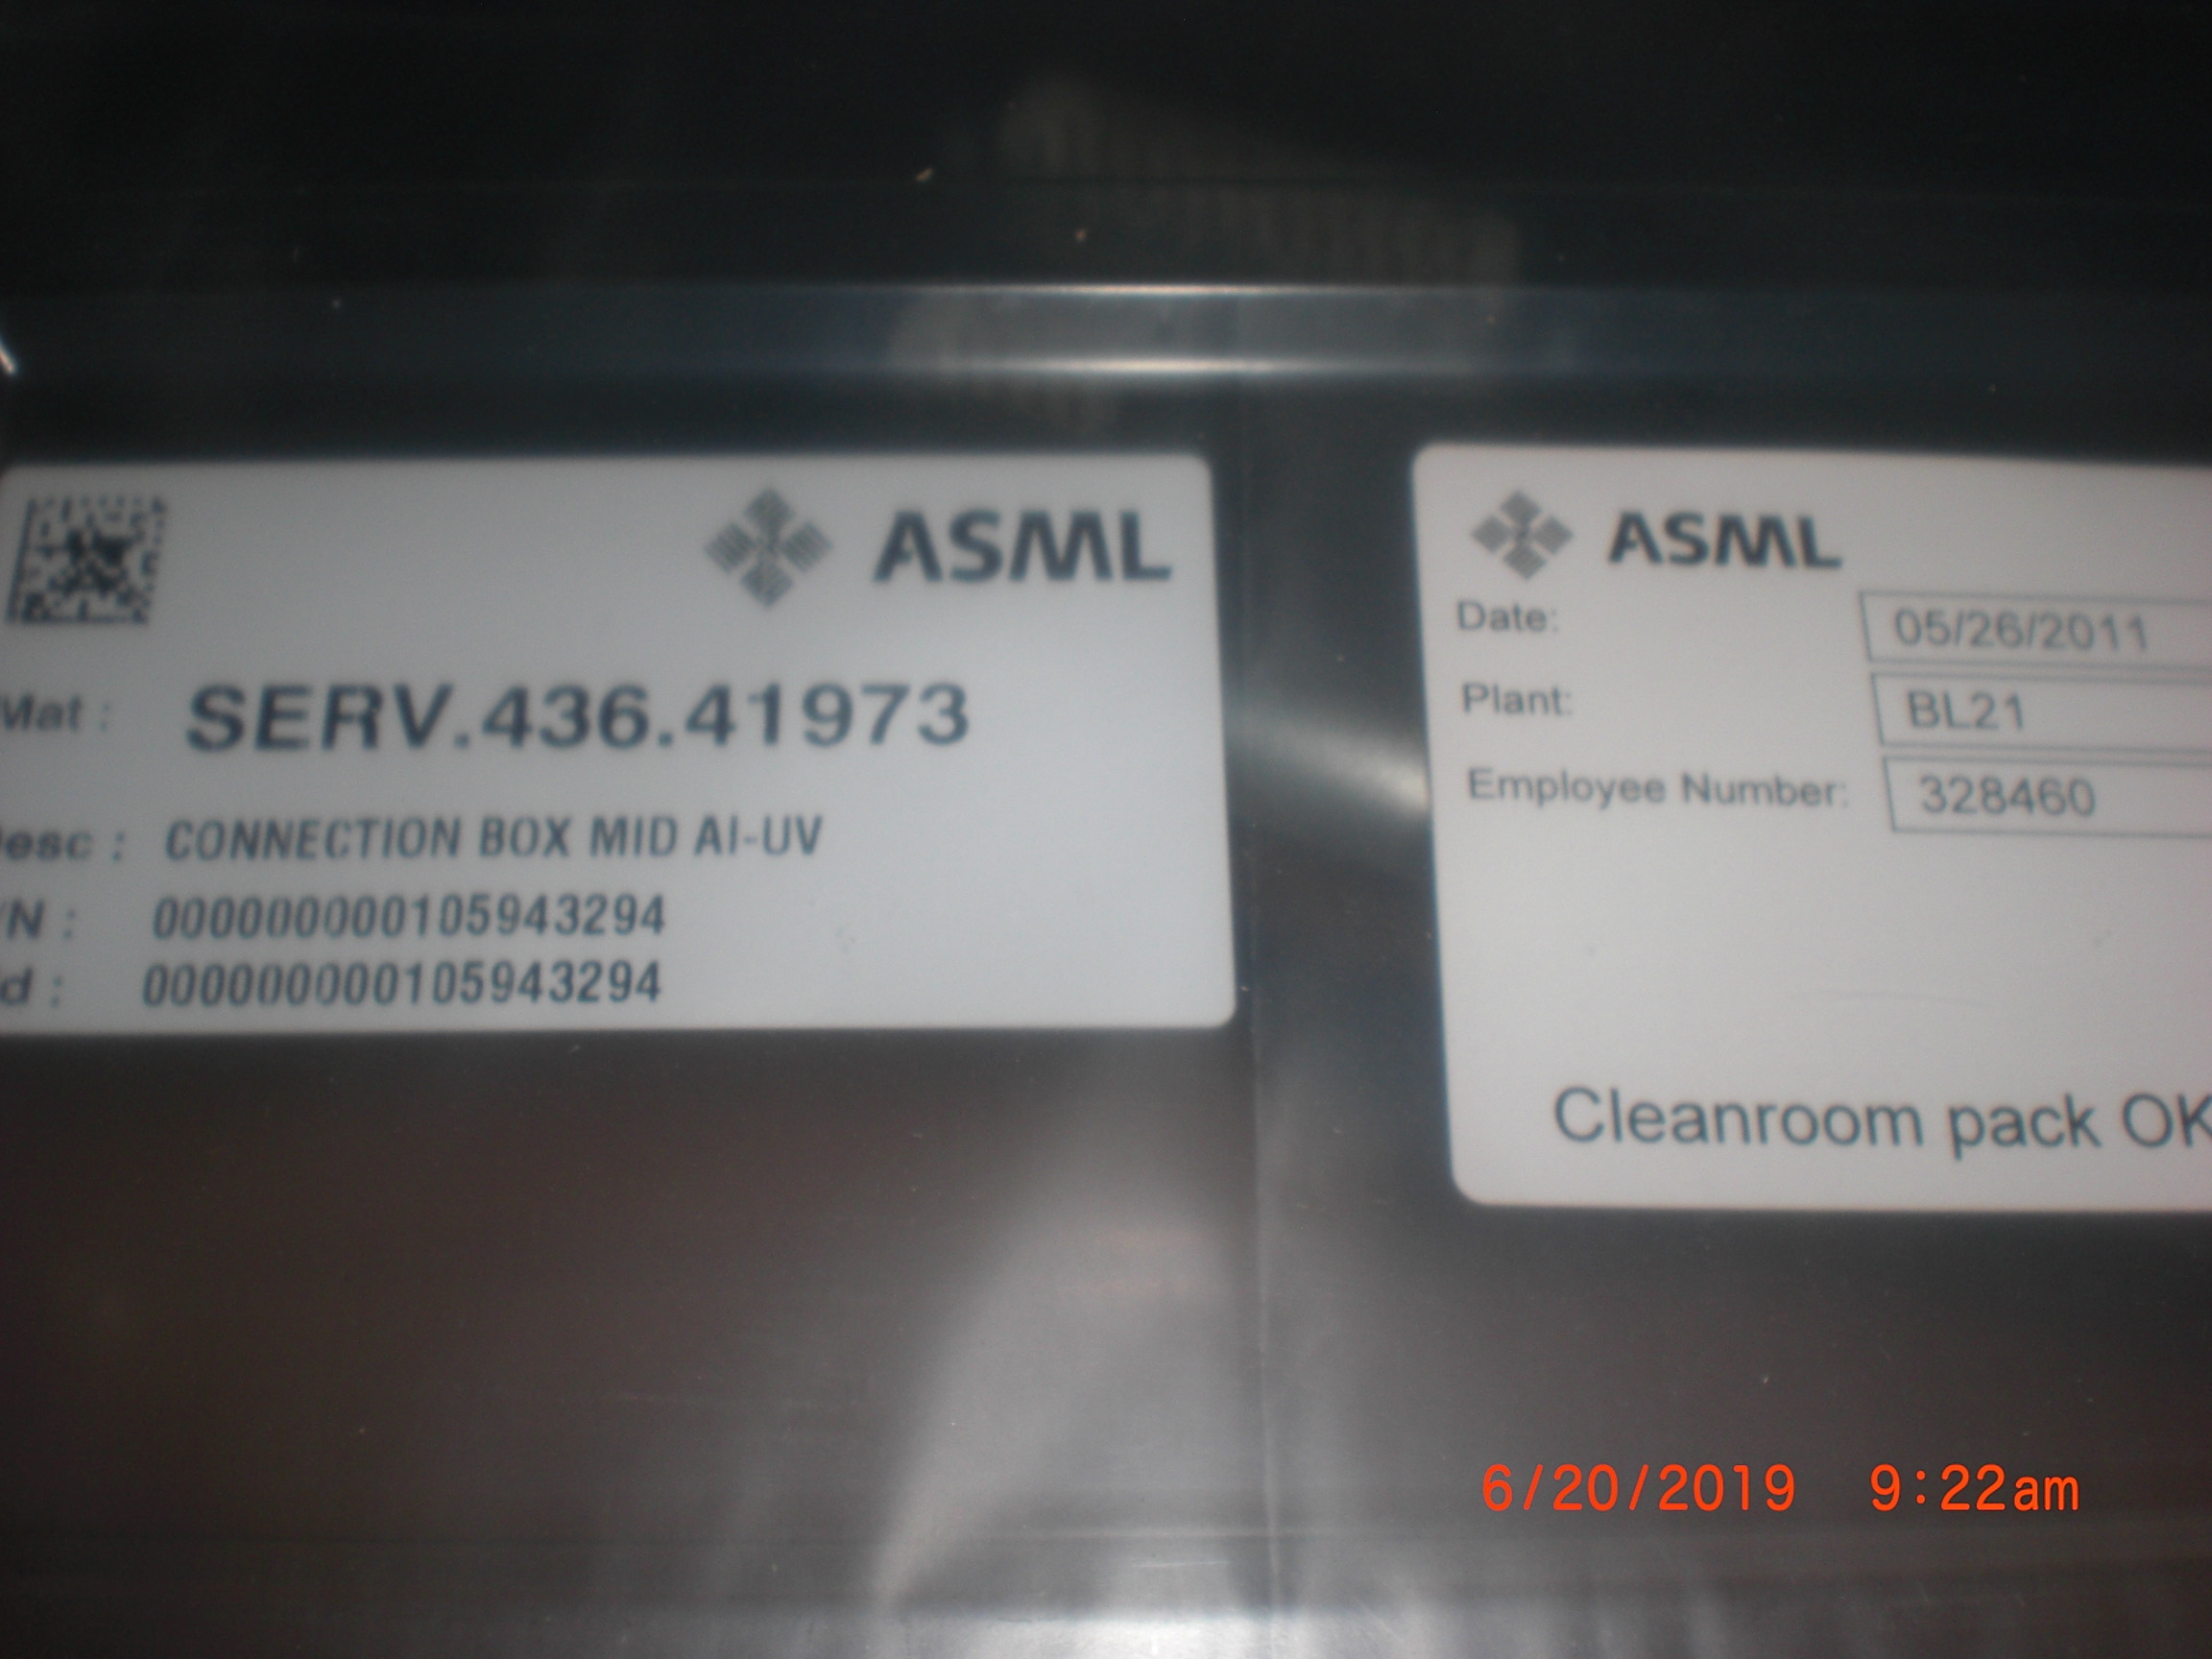 ASML
Mat : SERV.436.41973
esc : CONNECTION BOX MID AI-UV
/N : 000000000105943294
d : 000000000105943294
ASML
Date: 05/26/2011
Plant: BL21
Employee Number: 328460
Cleanroom pack OK
6/20/2019 9:22am